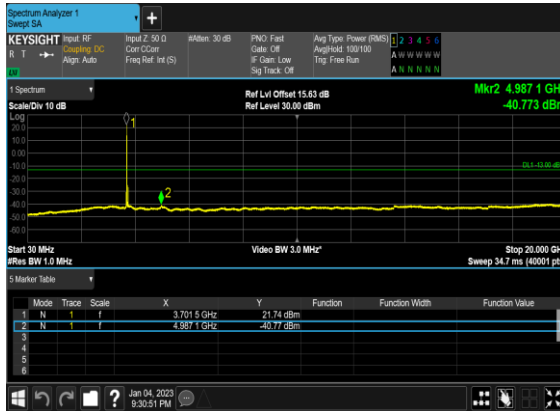 Spectrum Analyzer 1
Swept SA
+
KEYSIGHT Input: RF Input Z: 50 Ω #Atten: 30 dB PNO: Fast Avg Type: Power (RMS) 1 2 3 4 5 6
R T Coupling: DC Corr CCorr Gate: Off Avg|Hold: 100/100 A W W W W W
Align: Auto Freq Ref: Int (S) IF Gain: Low Trig: Free Run
Sig Track: Off A N N N N N
1 Spectrum
Scale/Div 10 dB Ref Lvl Offset 15.63 dB Mkr2 4.987 1 GHz
Ref Level 30.00 dBm -40.773 dBm
Log
20.0
10.0
0.00
-10.0
DL1 -13.00 dB
-20.0
-30.0
-40.0
-50.0
-60.0
1
2
Start 30 MHz Video BW 3.0 MHz* Stop 20.000 GH
#Res BW 1.0 MHz Sweep 34.7 ms (40001 pts
5 Marker Table
Mode Trace Scale X Y Function Function Width Function Value
1 N 1 f 3.701 5 GHz 21.74 dBm
2 N 1 f 4.987 1 GHz -40.77 dBm
3
4
5
6
? Jan 04, 2023
9:30:51 PM